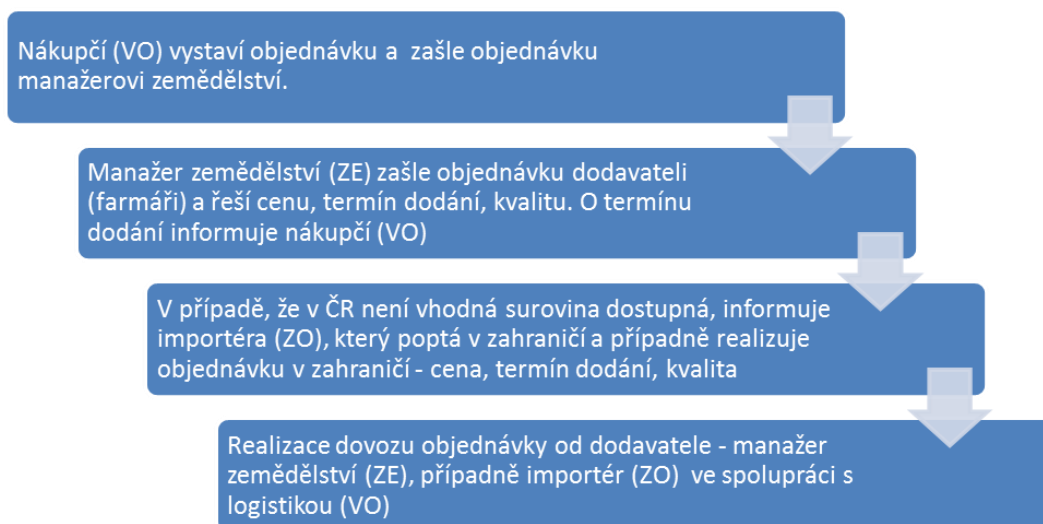 Nákupčí (VO) vystaví objednávku a  zašle objednávku
manažerovi zemědělství.
Manažer zemědělství (ZE) zašle objednávku dodavateli
(farmáři) a řeší cenu, termín dodání, kvalitu. O termínu
dodání informuje nákupčí (VO)
V případě, že v ČR není vhodná surovina dostupná, informuje
importéra (ZO), který poptá v zahraničí a případně realizuje
objednávku v zahraničí - cena, termín dodání, kvalita
Realizace dovozu objednávky od dodavatele - manažer
zemědělství (ZE), případně importér (ZO)  ve spolupráci s
logistikou (VO)